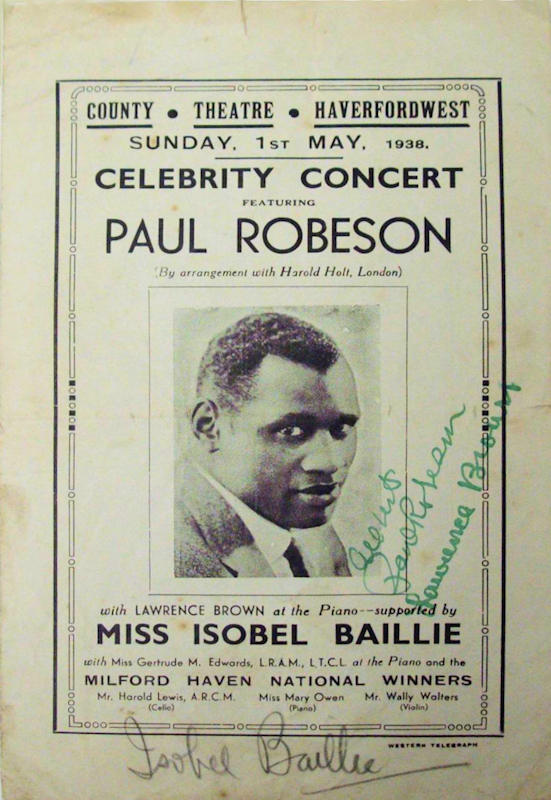 COUNTY • THEATRE • HAVERFORDWEST
SUNDAY, 1ST MAY, 1938.
CELEBRITY CONCERT
FEATURING
PAUL ROBESON
(By arrangement with Harold Holt, London)
Paul Robeson
Lawrence Brown
with LAWRENCE BROWN at the Piano--supported by
MISS ISOBEL BAILLIE
with Miss Gertrude M. Edwards, L.R.A.M., L.T.C.L. at the Piano and the
MILFORD HAVEN NATIONAL WINNERS
Mr. Harold Lewis, A.R.C.M. Miss Mary Owen Mr. Wally Walters
(Cello) (Piano) (Violin)
WESTERN TELEGRAPH
Isobel Baillie